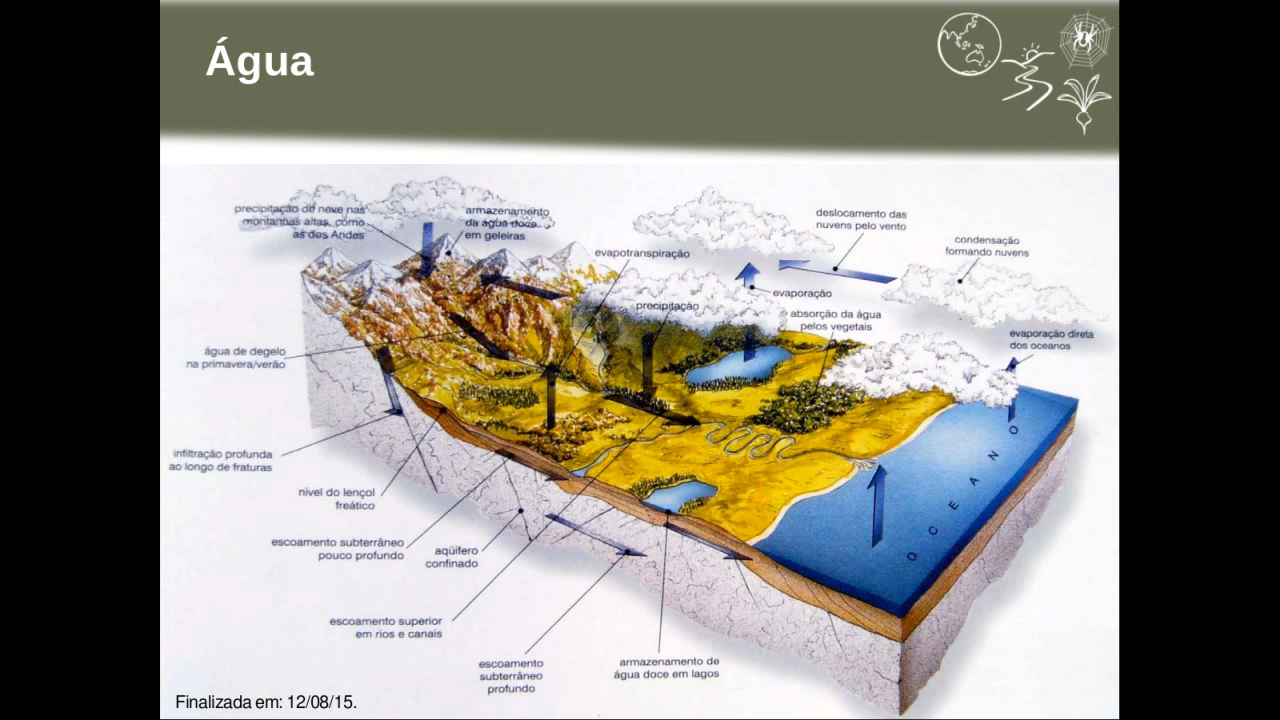 Água
precipitação de neve nas
montanhas altas, como
as dos Andes
armazenamento
da água doce
em geleiras
evapotranspiração
deslocamento das
nuvens pelo vento
condensação
formando nuvens
evaporação
precipitação
absorção da água
pelos vegetais
evaporação direta
dos oceanos
água de degelo
na primavera/verão
infiltração profunda
ao longo de fraturas
nível do lençol
freático
escoamento subterrâneo
pouco profundo
aqüífero
confinado
escoamento superior
em rios e canais
escoamento
subterrâneo
profundo
armazenamento de
água doce em lagos
OCEANO
Finalizada em: 12/08/15.